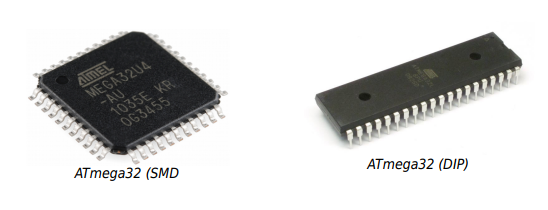 ATMEL
MEGA32U4
-AU
1035E KR
0G3455
ATmega32 (SMD
ATmega32 (DIP)